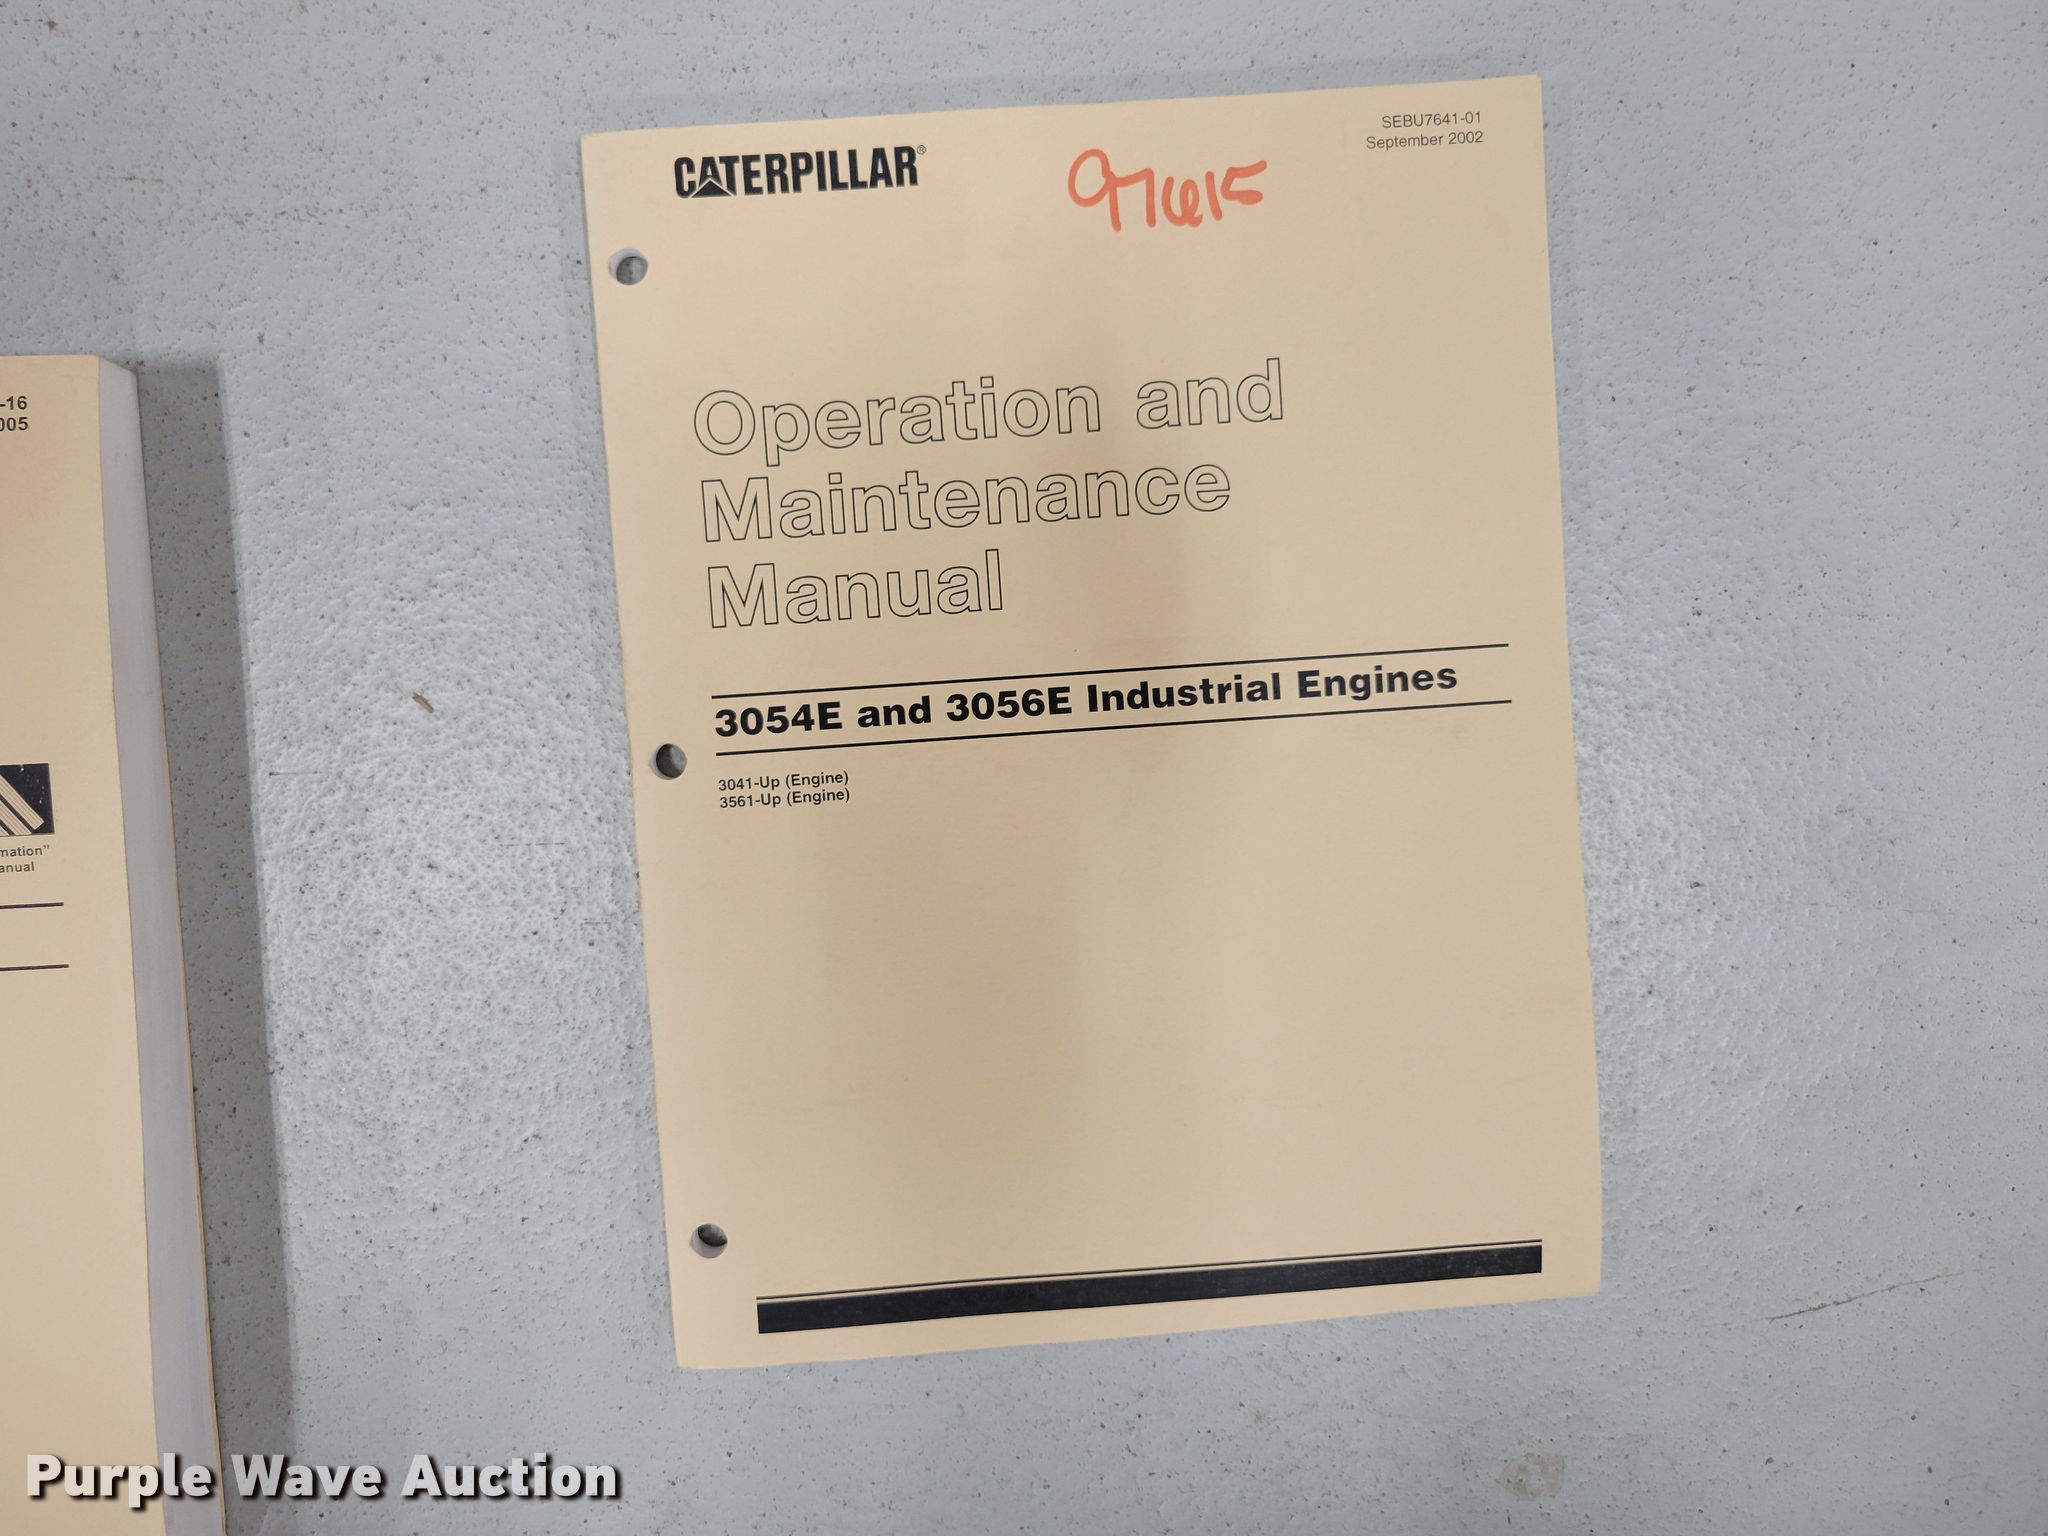 SEBU7641-01
September 2002
CATERPILLAR®
97615
Operation and
Maintenance
Manual
3054E and 3056E Industrial Engines
3041-Up (Engine)
3561-Up (Engine)
-16
005
mation”
anual
Purple Wave Auction